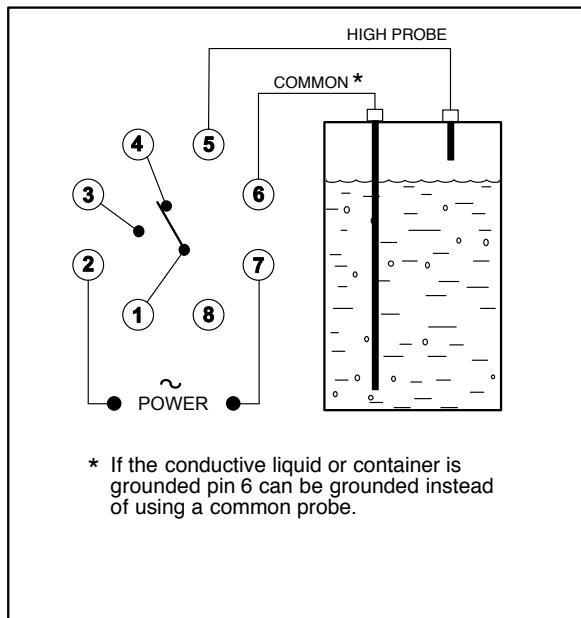 HIGH PROBE
COMMON *
4
5
3
6
2
7
1
8
~
POWER
* If the conductive liquid or container is
grounded pin 6 can be grounded instead
of using a common probe.